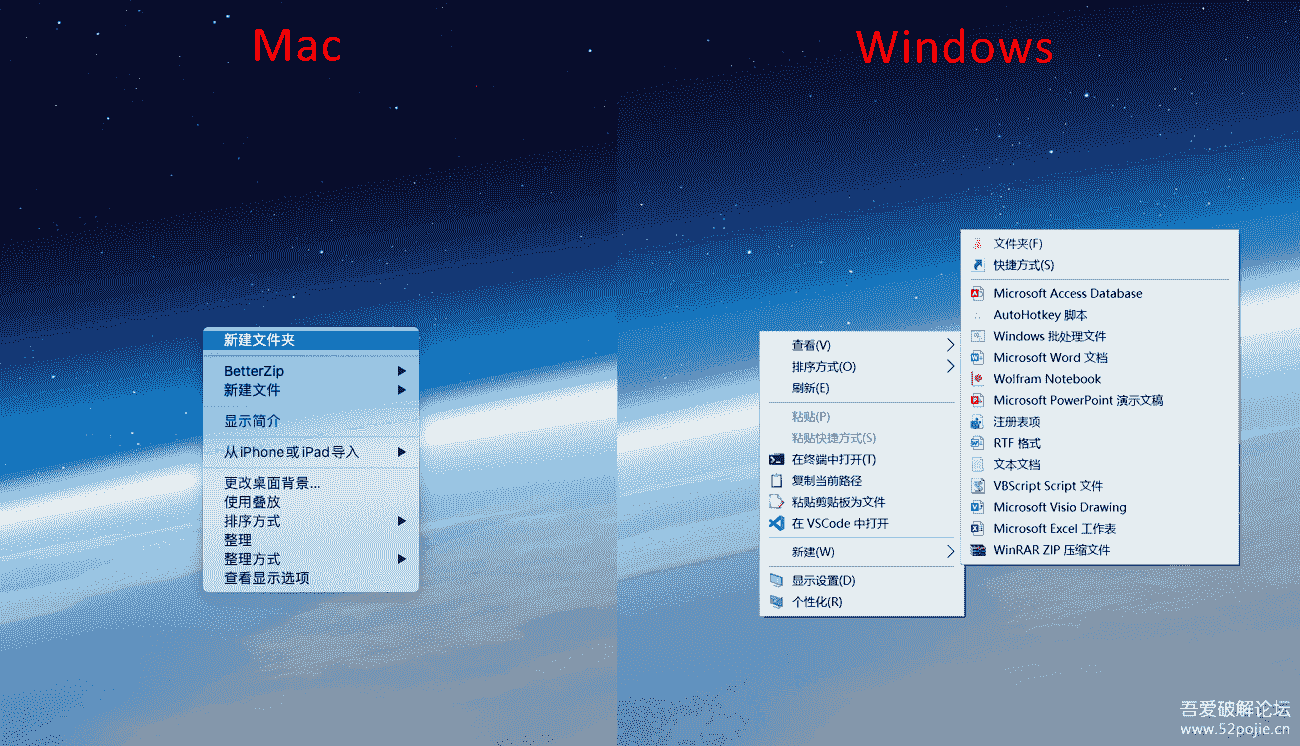 Mac
新建文件夹
BetterZip
新建文件
显示简介
从iPhone或iPad导入
更改桌面背景...
使用叠放
排序方式
整理
整理方式
查看显示选项
Windows
查看(V)
排序方式(O)
刷新(E)
粘贴(P)
粘贴快捷方式(S)
在终端中打开(T)
复制当前路径
粘贴剪贴板为文件
在 VSCode 中打开
新建(W)
显示设置(D)
个性化(R)
文件夹(F)
快捷方式(S)
Microsoft Access Database
AutoHotkey 脚本
Windows 批处理文件
Microsoft Word 文档
Wolfram Notebook
Microsoft PowerPoint 演示文稿
注册表项
RTF 格式
文本文档
VBScript Script 文件
Microsoft Visio Drawing
Microsoft Excel 工作表
WinRAR ZIP 压缩文件
吾爱破解论坛
www.52pojie.cn